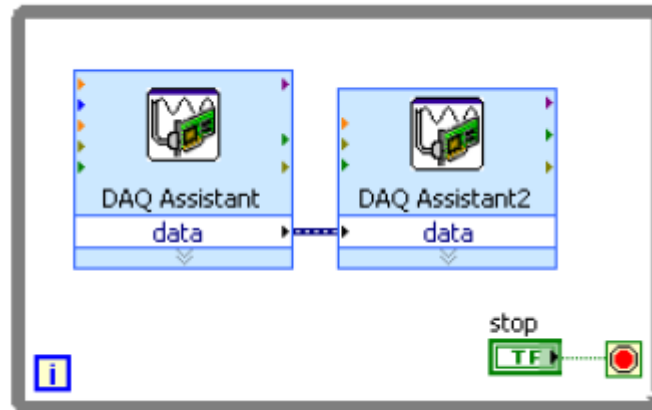 DAQ Assistant
data
DAQ Assistant2
data
stop
TF
i